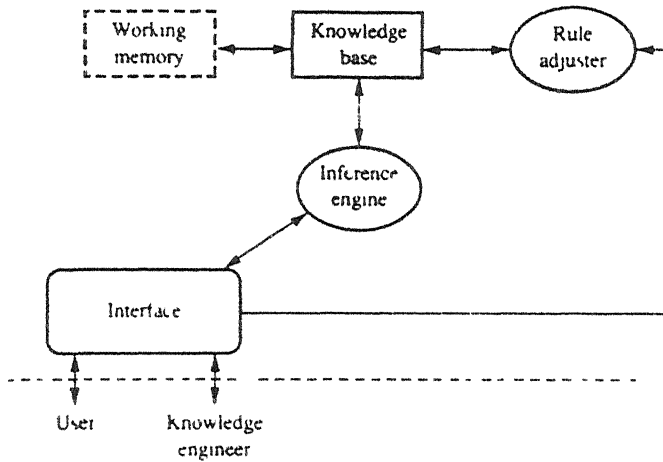 Working
memory
Knowledge
base
Rule
adjuster
Inference
engine
Interface
User
Knowledge
engineer